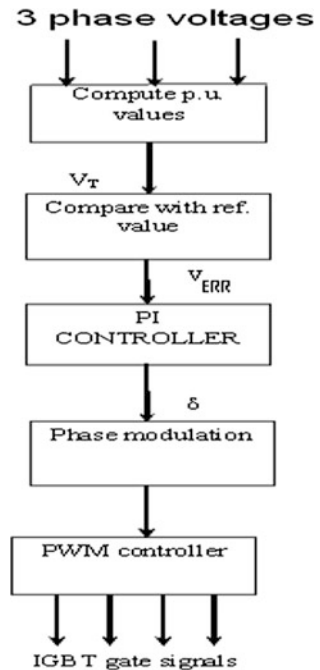 3 phase voltages
Compute p.u.
values
VT
Compare with ref.
value
VERR
PI
CONTROLLER
δ
Phase modulation
PWM controller
IGBT gate signals